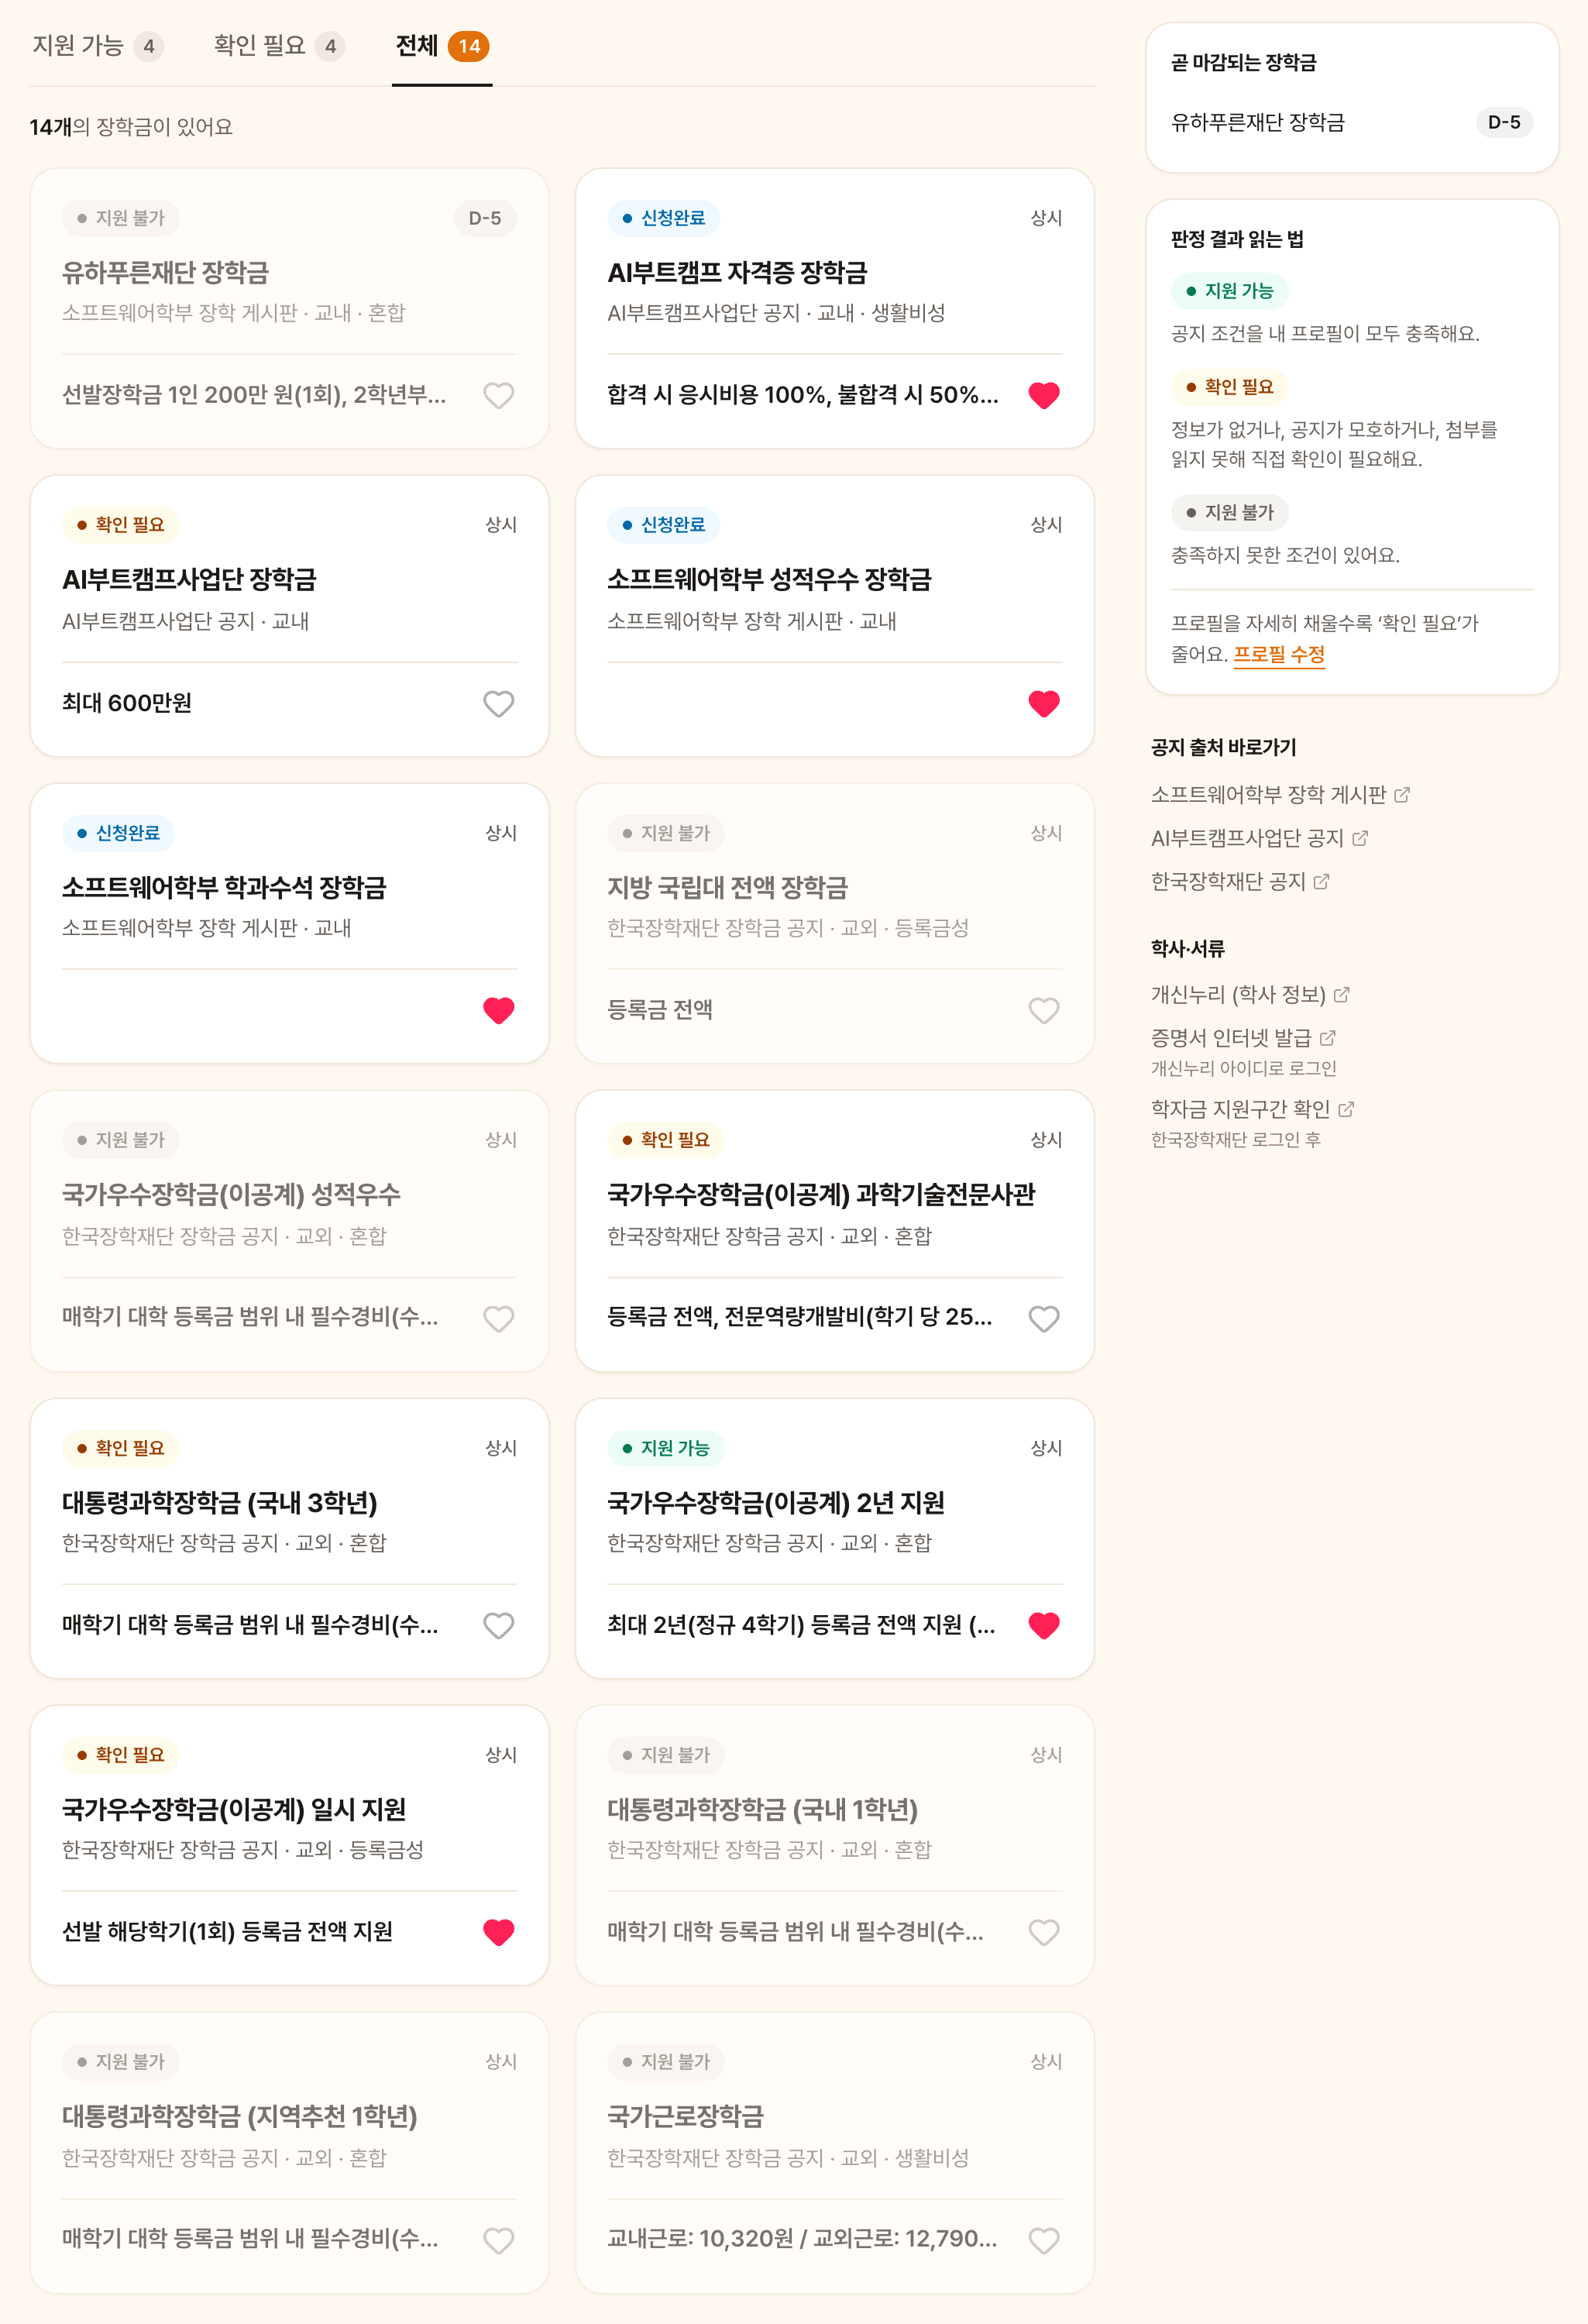 지원 가능 4 확인 필요 4 전체 14
14개의 장학금이 있어요
지원 불가 D-5
유하푸른재단 장학금
소프트웨어학부 장학 게시판 · 교내 · 혼합
선발장학금 1인 200만 원(1회), 2학년부...
신청완료 상시
AI부트캠프 자격증 장학금
AI부트캠프사업단 공지 · 교내 · 생활비성
합격 시 응시비용 100%, 불합격 시 50%...
확인 필요 상시
AI부트캠프사업단 장학금
AI부트캠프사업단 공지 · 교내
최대 600만원
신청완료 상시
소프트웨어학부 성적우수 장학금
소프트웨어학부 장학 게시판 · 교내
신청완료 상시
소프트웨어학부 학과수석 장학금
소프트웨어학부 장학 게시판 · 교내
지원 불가 상시
지방 국립대 전액 장학금
한국장학재단 장학금 공지 · 교외 · 등록금성
등록금 전액
지원 불가 상시
국가우수장학금(이공계) 성적우수
한국장학재단 장학금 공지 · 교외 · 혼합
매학기 대학 등록금 범위 내 필수경비(수...
확인 필요 상시
국가우수장학금(이공계) 과학기술전문사관
한국장학재단 장학금 공지 · 교외 · 혼합
등록금 전액, 전문역량개발비(학기 당 25...
확인 필요 상시
대통령과학장학금 (국내 3학년)
한국장학재단 장학금 공지 · 교외 · 혼합
매학기 대학 등록금 범위 내 필수경비(수...
지원 가능 상시
국가우수장학금(이공계) 2년 지원
한국장학재단 장학금 공지 · 교외 · 혼합
최대 2년(정규 4학기) 등록금 전액 지원 (...
확인 필요 상시
국가우수장학금(이공계) 일시 지원
한국장학재단 장학금 공지 · 교외 · 등록금성
선발 해당학기(1회) 등록금 전액 지원
지원 불가 상시
대통령과학장학금 (국내 1학년)
한국장학재단 장학금 공지 · 교외 · 혼합
매학기 대학 등록금 범위 내 필수경비(수...
지원 불가 상시
대통령과학장학금 (지역추천 1학년)
한국장학재단 장학금 공지 · 교외 · 혼합
매학기 대학 등록금 범위 내 필수경비(수...
지원 불가 상시
국가근로장학금
한국장학재단 장학금 공지 · 교외 · 생활비성
교내근로: 10,320원 / 교외근로: 12,790...
곧 마감되는 장학금
유하푸른재단 장학금 D-5
판정 결과 읽는 법
지원 가능
공지 조건을 내 프로필이 모두 충족해요.
확인 필요
정보가 없거나, 공지가 모호하거나, 첨부를
읽지 못해 직접 확인이 필요해요.
지원 불가
충족하지 못한 조건이 있어요.
프로필을 자세히 채울수록 ‘확인 필요’가
줄어요. 프로필 수정
공지 출처 바로가기
소프트웨어학부 장학 게시판
AI부트캠프사업단 공지
한국장학재단 공지
학사·서류
개신누리 (학사 정보)
증명서 인터넷 발급
개신누리 아이디로 로그인
학자금 지원구간 확인
한국장학재단 로그인 후